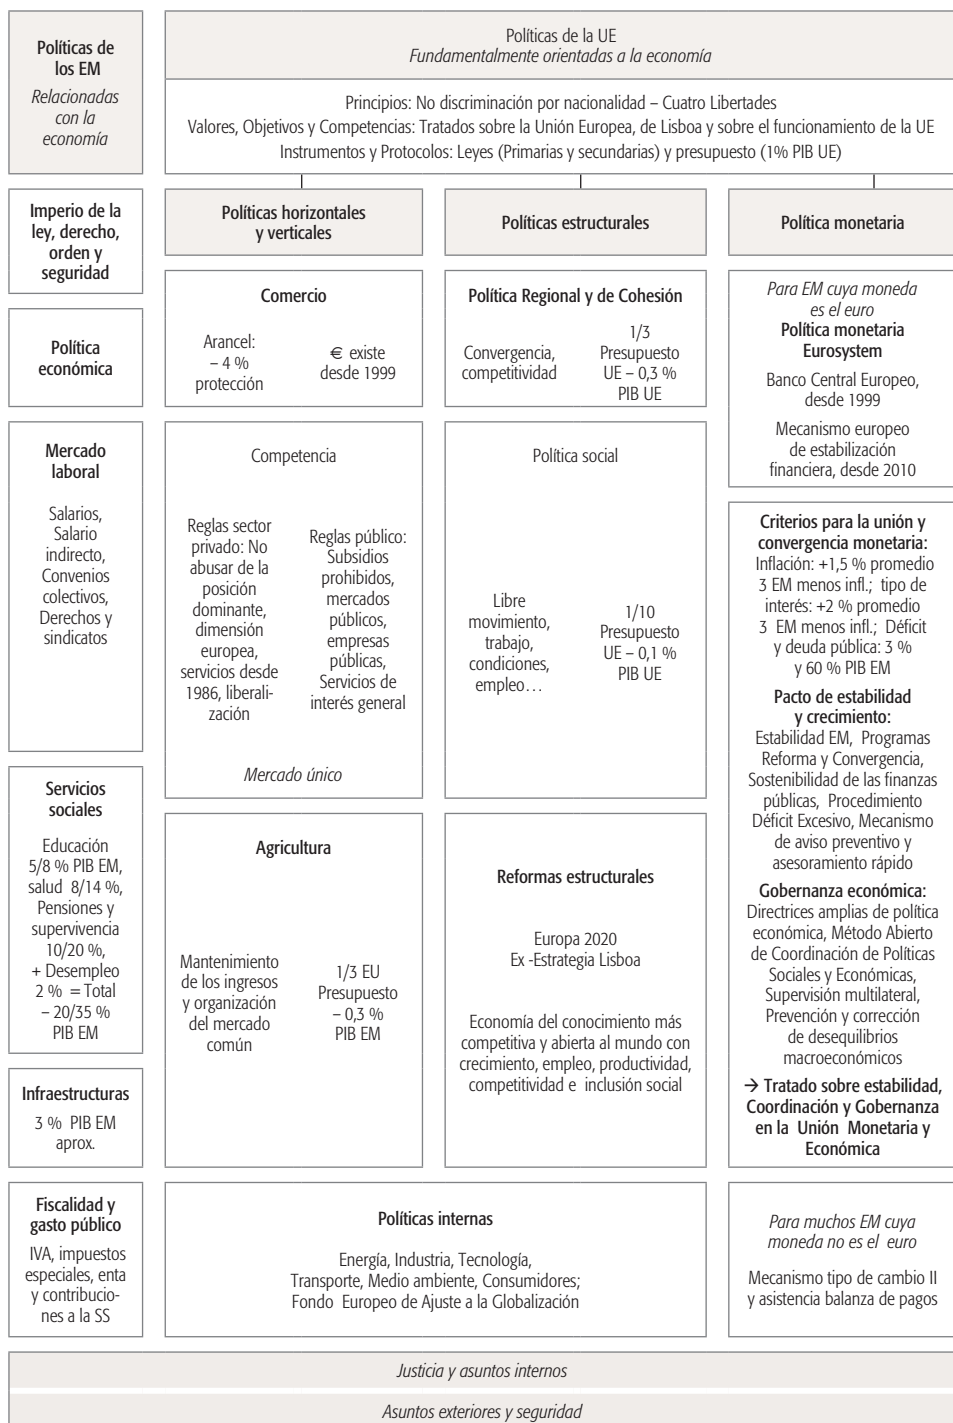 Políticas de
los EM
Relacionadas
con la
economía
Políticas de la UE
Fundamentalmente orientadas a la economía
Principios: No discriminación por nacionalidad – Cuatro Libertades
Valores, Objetivos y Competencias: Tratados sobre la Unión Europea, de Lisboa y sobre el funcionamiento de la UE
Instrumentos y Protocolos: Leyes (Primarias y secundarias) y presupuesto (1% PIB UE)
Imperio de la
ley, derecho,
orden y
seguridad
Políticas horizontales
y verticales
Políticas estructurales
Política monetaria
Política
económica
Comercio
Arancel:
– 4 %
protección
€ existe
desde 1999
Política Regional y de Cohesión
Convergencia,
competitividad
1/3
Presupuesto
UE – 0,3 %
PIB UE
Para EM cuya moneda
es el euro
Política monetaria
Eurosystem
Banco Central Europeo,
desde 1999
Mecanismo europeo
de estabilización
financiera, desde 2010
Mercado
laboral
Salarios,
Salario
indirecto,
Convenios
colectivos,
Derechos y
sindicatos
Competencia
Reglas sector
privado: No
abusar de la
posición
dominante,
dimensión
europea,
servicios desde
1986, liberali-
zación
Reglas público:
Subsidios
prohibidos,
mercados
públicos,
empresas
públicas,
Servicios de
interés general
Mercado único
Política social
Libre
movimiento,
trabajo,
condiciones,
empleo…
1/10
Presupuesto
UE – 0,1 %
PIB UE
Criterios para la unión y
convergencia monetaria:
Inflación: +1,5 % promedio
3 EM menos infl.; tipo de
interés: +2 % promedio
3 EM menos infl.; Déficit
y deuda pública: 3 %
y 60 % PIB EM
Pacto de estabilidad
y crecimiento:
Estabilidad EM, Programas
Reforma y Convergencia,
Sostenibilidad de las finanzas
públicas, Procedimiento
Déficit Excesivo, Mecanismo
de aviso preventivo y
asesoramiento rápido
Gobernanza económica:
Directrices amplias de política
económica, Método Abierto
de Coordinación de Políticas
Sociales y Económicas,
Supervisión multilateral,
Prevención y corrección
de desequilibrios
macroeconómicos
→ Tratado sobre estabilidad,
Coordinación y Gobernanza
en la Unión Monetaria y
Económica
Servicios
sociales
Educación
5/8 % PIB EM,
salud 8/14 %,
Pensiones y
supervivencia
10/20 %,
+ Desempleo
2 % = Total
– 20/35 %
PIB EM
Agricultura
Mantenimiento
de los ingresos
y organización
del mercado
común
1/3 EU
Presupuesto
– 0,3 %
PIB EM
Reformas estructurales
Europa 2020
Ex -Estrategia Lisboa
Economía del conocimiento más
competitiva y abierta al mundo con
crecimiento, empleo, productividad,
competitividad e inclusión social
Infraestructuras
3 % PIB EM
aprox.
Fiscalidad y
gasto público
IVA, impuestos
especiales, enta
y contribucio-
nes a la SS
Políticas internas
Energía, Industria, Tecnología,
Transporte, Medio ambiente, Consumidores;
Fondo Europeo de Ajuste a la Globalización
Para muchos EM cuya
moneda no es el euro
Mecanismo tipo de cambio II
y asistencia balanza de pagos
Justicia y asuntos internos
Asuntos exteriores y seguridad